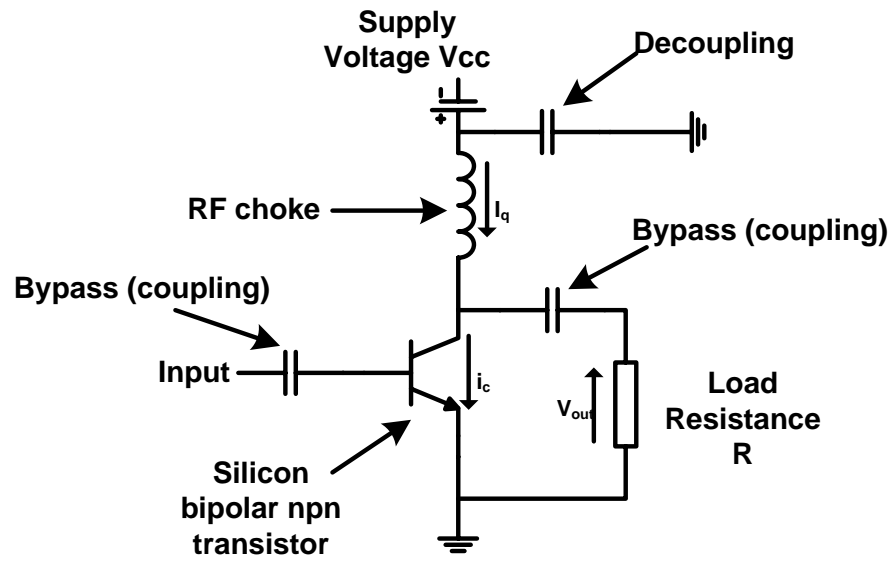 Supply
Voltage Vcc
Decoupling
-
+
RF choke
Iq
Bypass (coupling)
Bypass (coupling)
Input
ic
Vout
Load
Resistance
R
Silicon
bipolar npn
transistor